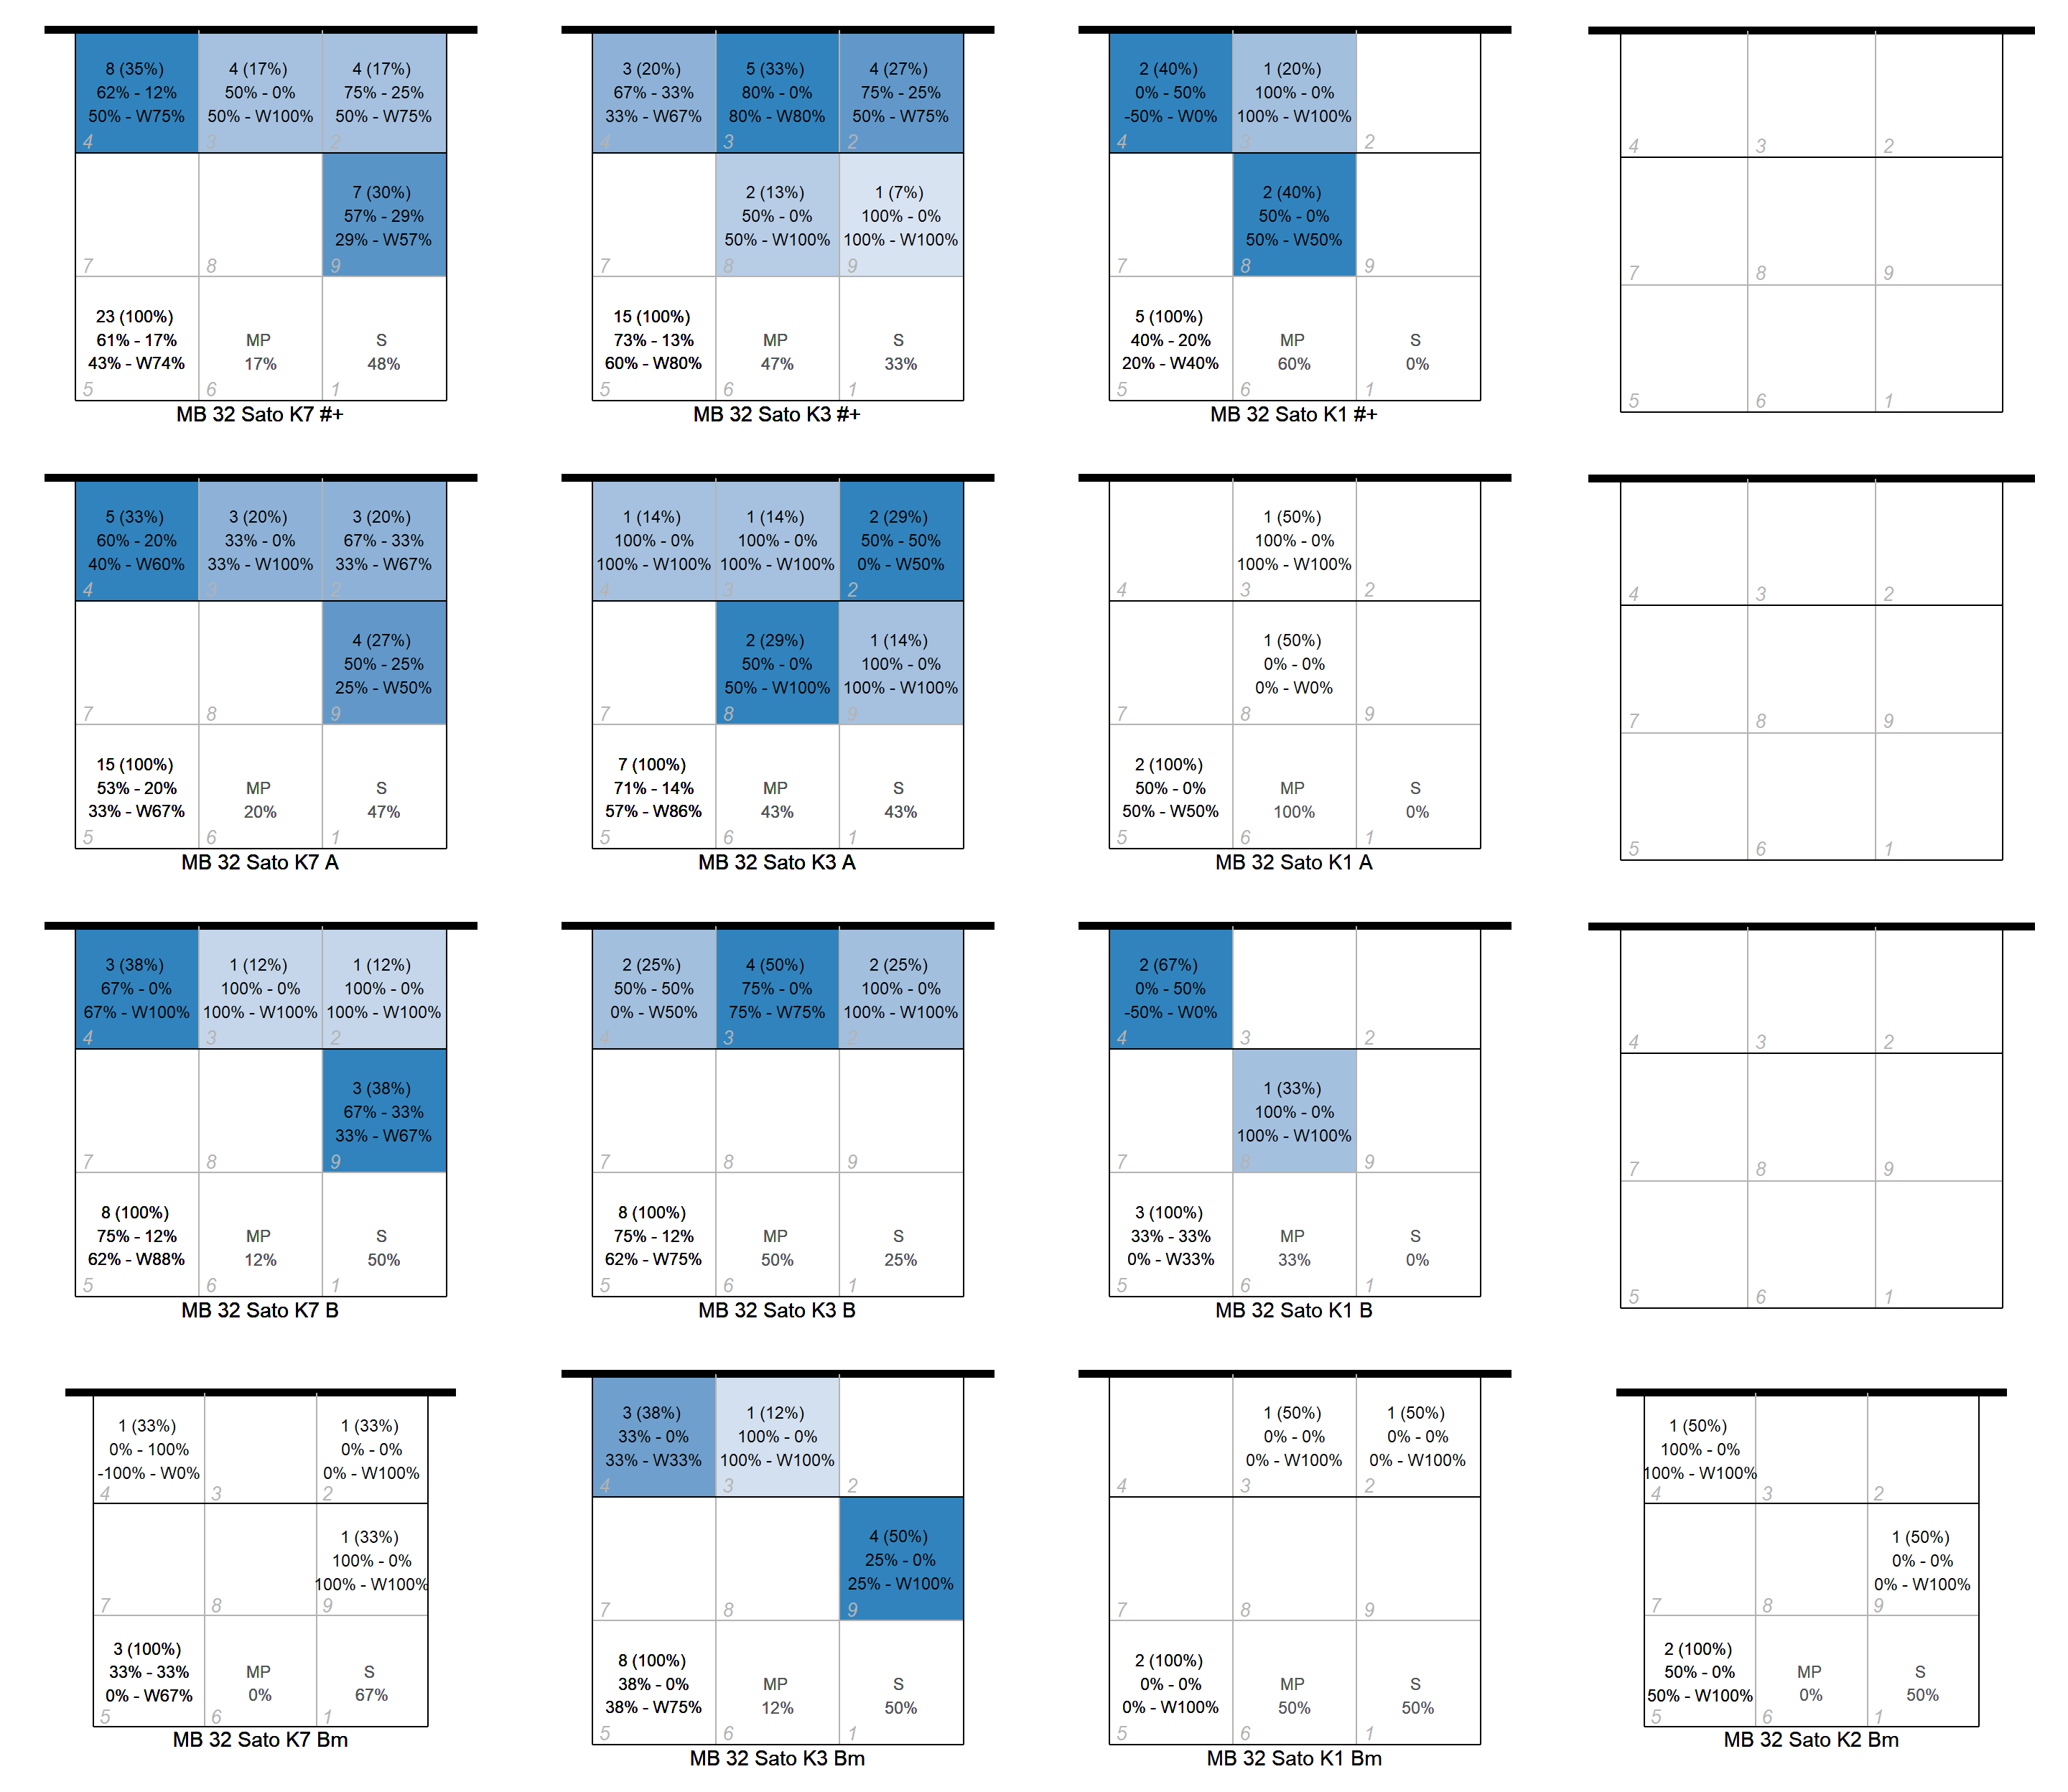 8 (35%)
62% - 12%
50% - W75%
4
4 (17%)
50% - 0%
50% - W100%
3
4 (17%)
75% - 25%
50% - W75%
2
7
8
7 (30%)
57% - 29%
29% - W57%
9
23 (100%)
61% - 17%
43% - W74%
5
MP
17%
6
S
48%
1
MB 32 Sato K7 #+
3 (20%)
67% - 33%
33% - W67%
4
5 (33%)
80% - 0%
80% - W80%
3
4 (27%)
75% - 25%
50% - W75%
2
7
2 (13%)
50% - 0%
50% - W100%
8
1 (7%)
100% - 0%
100% - W100%
9
15 (100%)
73% - 13%
60% - W80%
5
MP
47%
6
S
33%
1
MB 32 Sato K3 #+
2 (40%)
0% - 50%
-50% - W0%
4
1 (20%)
100% - 0%
100% - W100%
3
2
7
2 (40%)
50% - 0%
50% - W50%
8
9
5 (100%)
40% - 20%
20% - W40%
5
MP
60%
6
S
0%
1
MB 32 Sato K1 #+
4
3
2
7
8
9
5
6
1
5 (33%)
60% - 20%
40% - W60%
4
3 (20%)
33% - 0%
33% - W100%
3
3 (20%)
67% - 33%
33% - W67%
2
7
8
4 (27%)
50% - 25%
25% - W50%
9
15 (100%)
53% - 20%
33% - W67%
5
MP
20%
6
S
47%
1
MB 32 Sato K7 A
1 (14%)
100% - 0%
100% - W100%
4
1 (14%)
100% - 0%
100% - W100%
3
2 (29%)
50% - 50%
0% - W50%
2
7
2 (29%)
50% - 0%
50% - W100%
8
1 (14%)
100% - 0%
100% - W100%
9
7 (100%)
71% - 14%
57% - W86%
5
MP
43%
6
S
43%
1
MB 32 Sato K3 A
4
1 (50%)
100% - 0%
100% - W100%
3
2
7
1 (50%)
0% - 0%
0% - W0%
8
9
2 (100%)
50% - 0%
50% - W50%
5
MP
100%
6
S
0%
1
MB 32 Sato K1 A
4
3
2
7
8
9
5
6
1
3 (38%)
67% - 0%
67% - W100%
4
1 (12%)
100% - 0%
100% - W100%
3
1 (12%)
100% - 0%
100% - W100%
2
7
8
3 (38%)
67% - 33%
33% - W67%
9
8 (100%)
75% - 12%
62% - W88%
5
MP
12%
6
S
50%
1
MB 32 Sato K7 B
2 (25%)
50% - 50%
0% - W50%
4
4 (50%)
75% - 0%
75% - W75%
3
2 (25%)
100% - 0%
100% - W100%
2
7
8
9
8 (100%)
75% - 12%
62% - W75%
5
MP
50%
6
S
25%
1
MB 32 Sato K3 B
2 (67%)
0% - 50%
-50% - W0%
4
3
2
7
1 (33%)
100% - 0%
100% - W100%
8
9
3 (100%)
33% - 33%
0% - W33%
5
MP
33%
6
S
0%
1
MB 32 Sato K1 B
4
3
2
7
8
9
5
6
1
1 (33%)
0% - 100%
-100% - W0%
4
3
1 (33%)
0% - 0%
0% - W100%
2
7
8
1 (33%)
100% - 0%
100% - W100%
9
3 (100%)
33% - 33%
0% - W67%
5
MP
0%
6
S
67%
1
MB 32 Sato K7 Bm
3 (38%)
33% - 0%
33% - W33%
4
1 (12%)
100% - 0%
100% - W100%
3
2
7
8
4 (50%)
25% - 0%
25% - W100%
9
8 (100%)
38% - 0%
38% - W75%
5
MP
12%
6
S
50%
1
MB 32 Sato K3 Bm
4
1 (50%)
0% - 0%
0% - W100%
3
1 (50%)
0% - 0%
0% - W100%
2
7
8
9
2 (100%)
0% - 0%
0% - W100%
5
MP
50%
6
S
50%
1
MB 32 Sato K1 Bm
1 (50%)
100% - 0%
100% - W100%
4
3
2
7
8
1 (50%)
0% - 0%
0% - W100%
9
2 (100%)
50% - 0%
50% - W100%
5
MP
0%
6
S
50%
1
MB 32 Sato K2 Bm